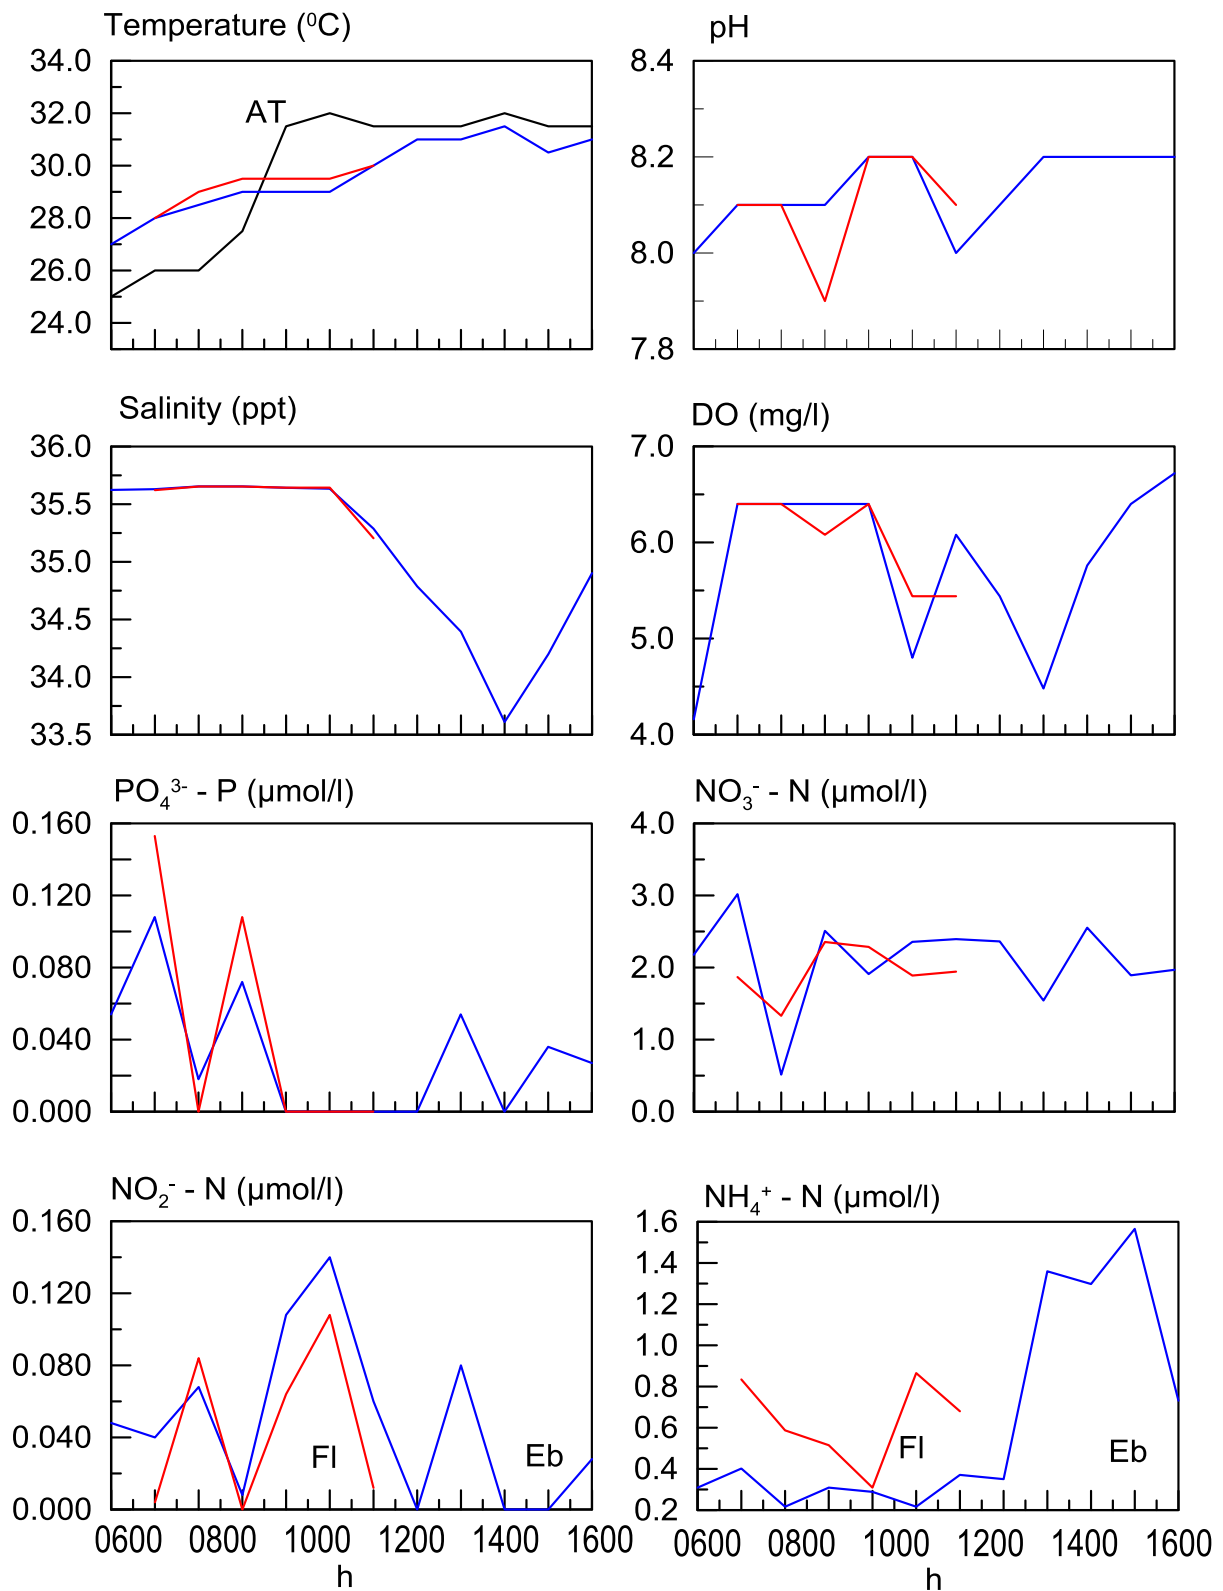 Temperature (⁰C)
34.0
32.0
30.0
28.0
26.0
24.0
AT
pH
8.4
8.2
8.0
7.8
Salinity (ppt)
36.0
35.5
35.0
34.5
34.0
33.5
DO (mg/l)
7.0
6.0
5.0
4.0
PO₄³⁻ - P (µmol/l)
0.160
0.120
0.080
0.040
0.000
NO₃⁻ - N (µmol/l)
4.0
3.0
2.0
1.0
0.0
NO₂⁻ - N (µmol/l)
0.160
0.120
0.080
0.040
0.000
Fl
Eb
0600 0800 1000 1200 1400 1600
h
NH₄⁺ - N (µmol/l)
1.6
1.4
1.2
1.0
0.8
0.6
0.4
0.2
Fl
Eb
0600 0800 1000 1200 1400 1600
h